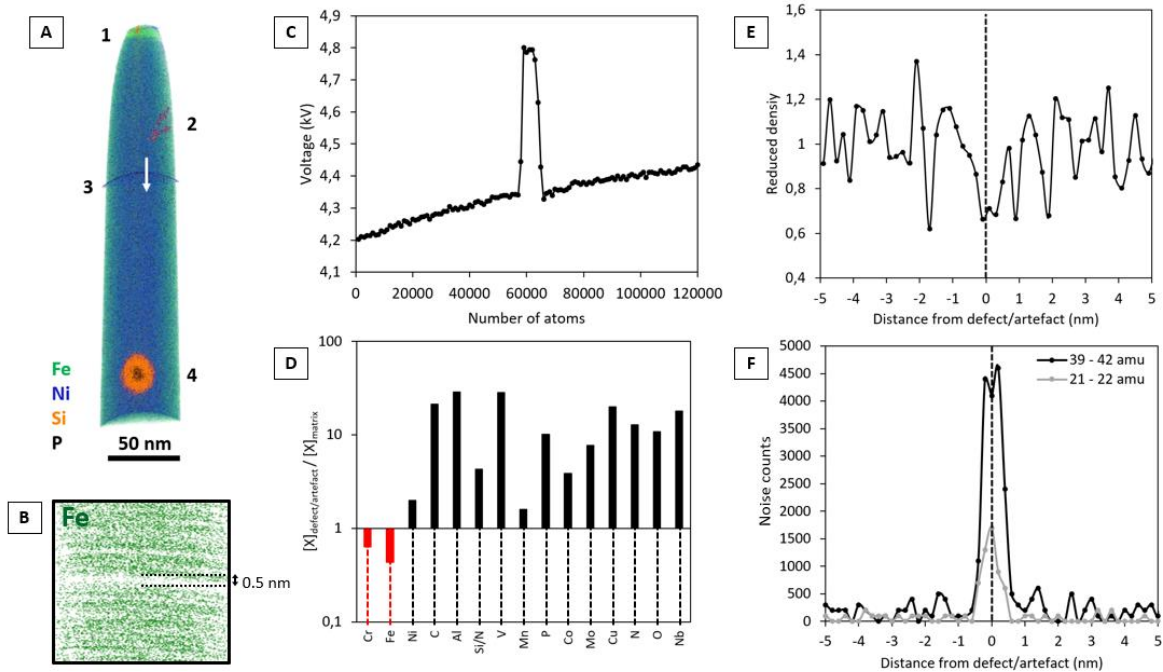 A
1
2
3
4
Fe
Ni
Si
P
50 nm
B
Fe
0.5 nm
C
4,9
4,8
4,7
4,6
4,5
4,4
4,3
4,2
4,1
Voltage (kV)
0 20000 40000 60000 80000 100000 120000
Number of atoms
D
100
10
1
0,1
[X]defect/artefact / [X]matrix
Cr Fe Ni C Al Si/N V Mn P Co Mo Cu N O Nb
E
1,6
1,4
1,2
1
0,8
0,6
0,4
Reduced densiy
-5 -4 -3 -2 -1 0 1 2 3 4 5
Distance from defect/artefact (nm)
F
39 - 42 amu
21 - 22 amu
5000
4500
4000
3500
3000
2500
2000
1500
1000
500
0
Noise counts
-5 -4 -3 -2 -1 0 1 2 3 4 5
Distance from defect/artefact (nm)